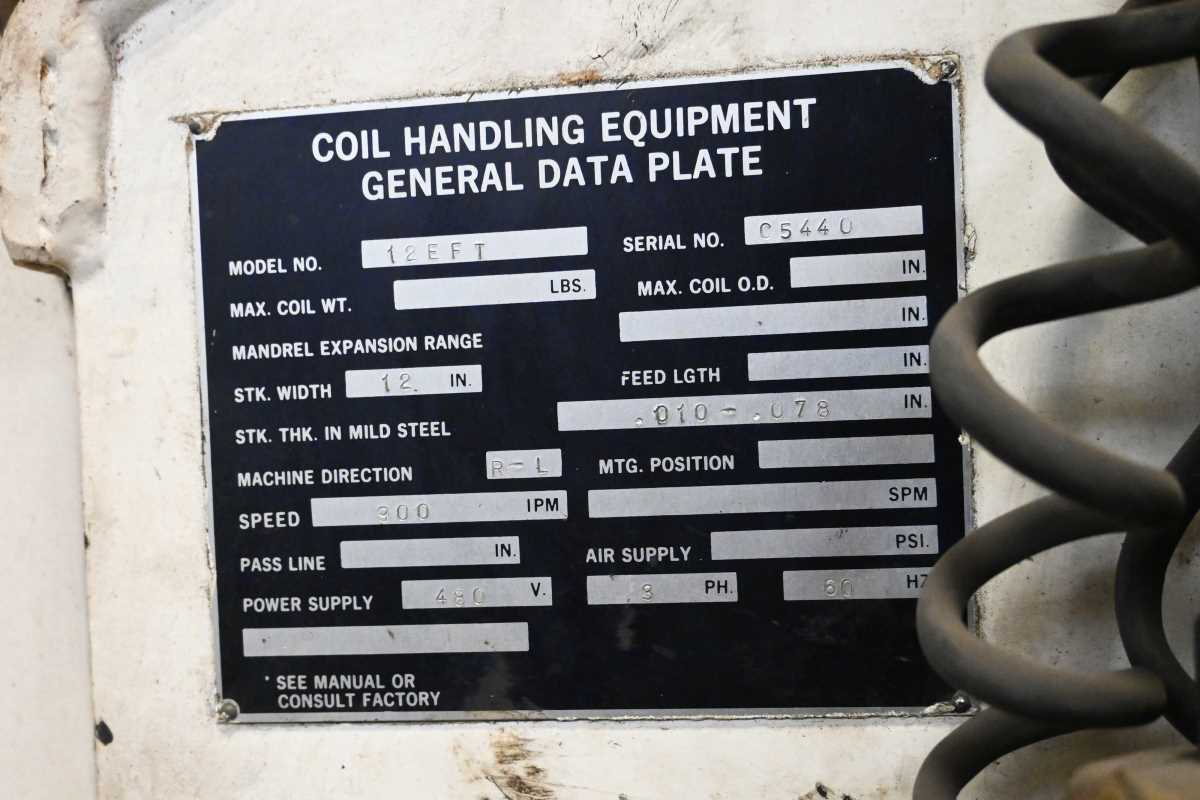 COIL HANDLING EQUIPMENT
GENERAL DATA PLATE
MODEL NO. 12EFT SERIAL NO. C5440
MAX. COIL WT. LBS. MAX. COIL O.D. IN.
MANDREL EXPANSION RANGE IN.
STK. WIDTH 12. IN. FEED LGTH IN.
STK. THK. IN MILD STEEL .010-.078 IN.
MACHINE DIRECTION R-L MTG. POSITION
SPEED 900 IPM SPM
PASS LINE IN. AIR SUPPLY PSI.
POWER SUPPLY 480 V. 3 PH. 60 HZ
* SEE MANUAL OR
CONSULT FACTORY